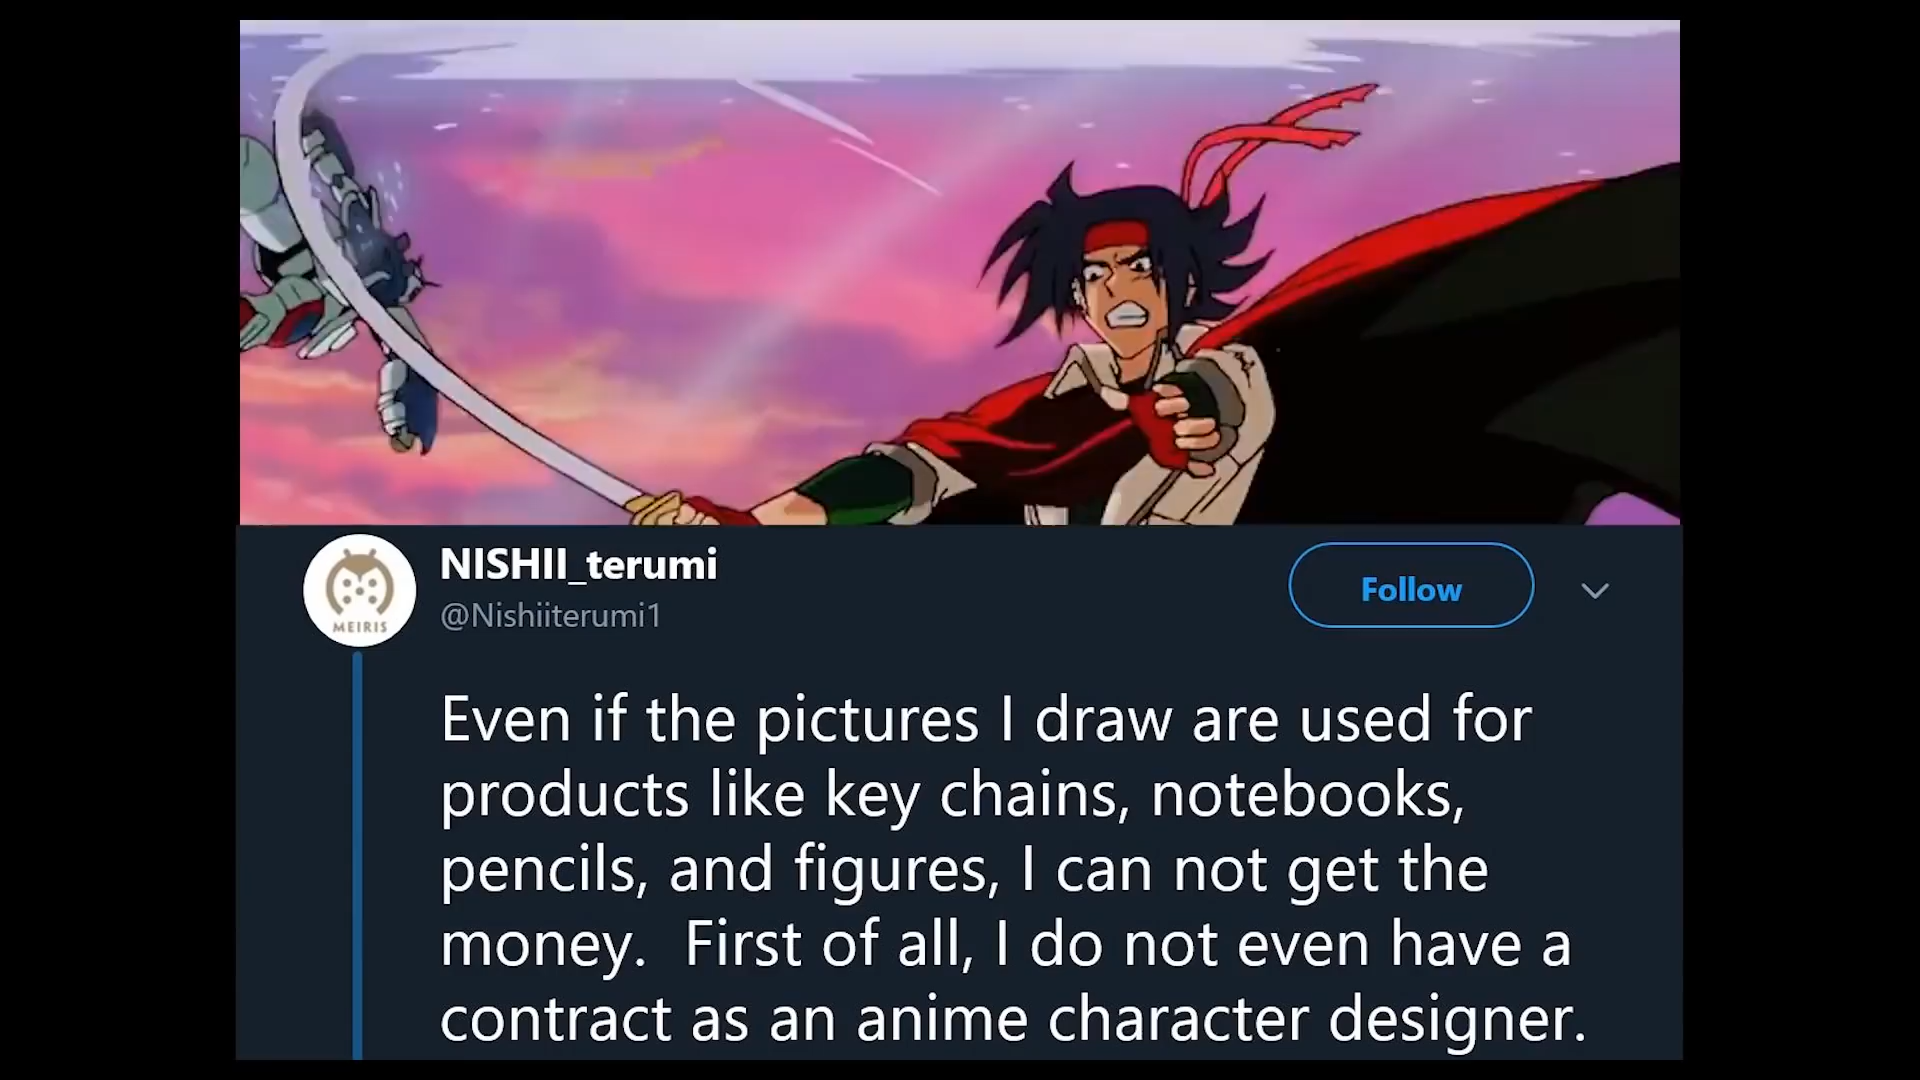 NISHII_terumi
@Nishiiterumi1
Follow
MEIRIS
Even if the pictures I draw are used for
products like key chains, notebooks,
pencils, and figures, I can not get the
money.  First of all, I do not even have a
contract as an anime character designer.